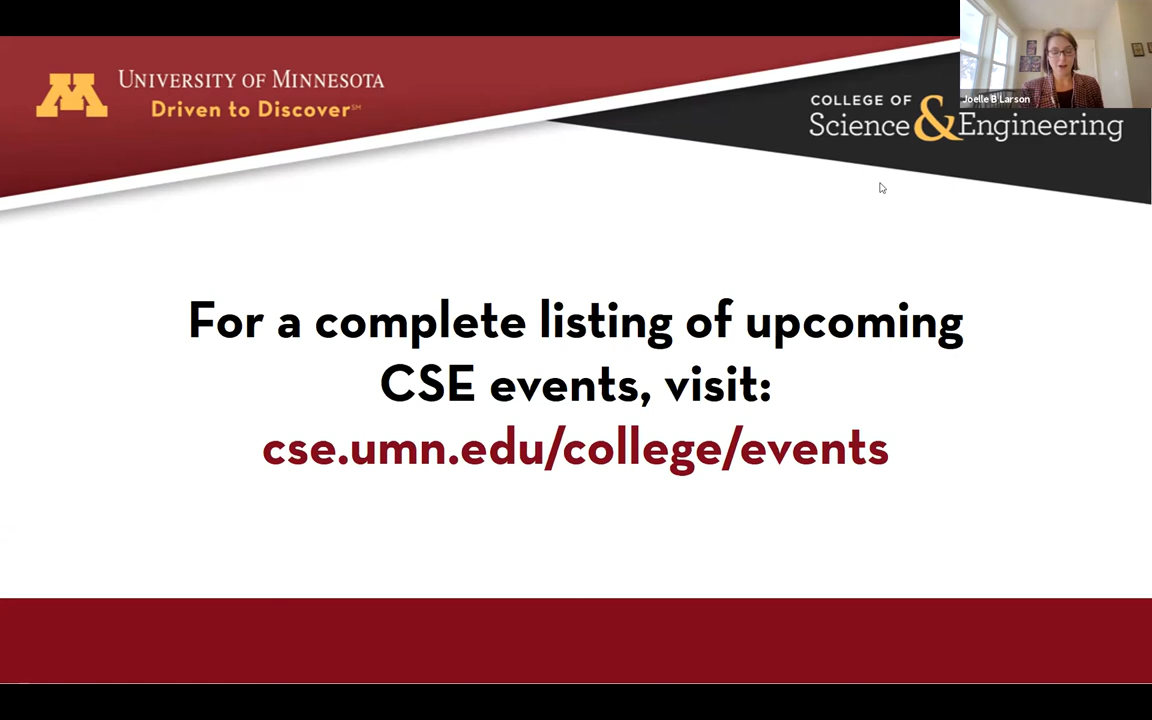 UNIVERSITY OF MINNESOTA
Driven to Discover℠
COLLEGE OF
Science & Engineering
Joelle B Larson
For a complete listing of upcoming
CSE events, visit:
cse.umn.edu/college/events